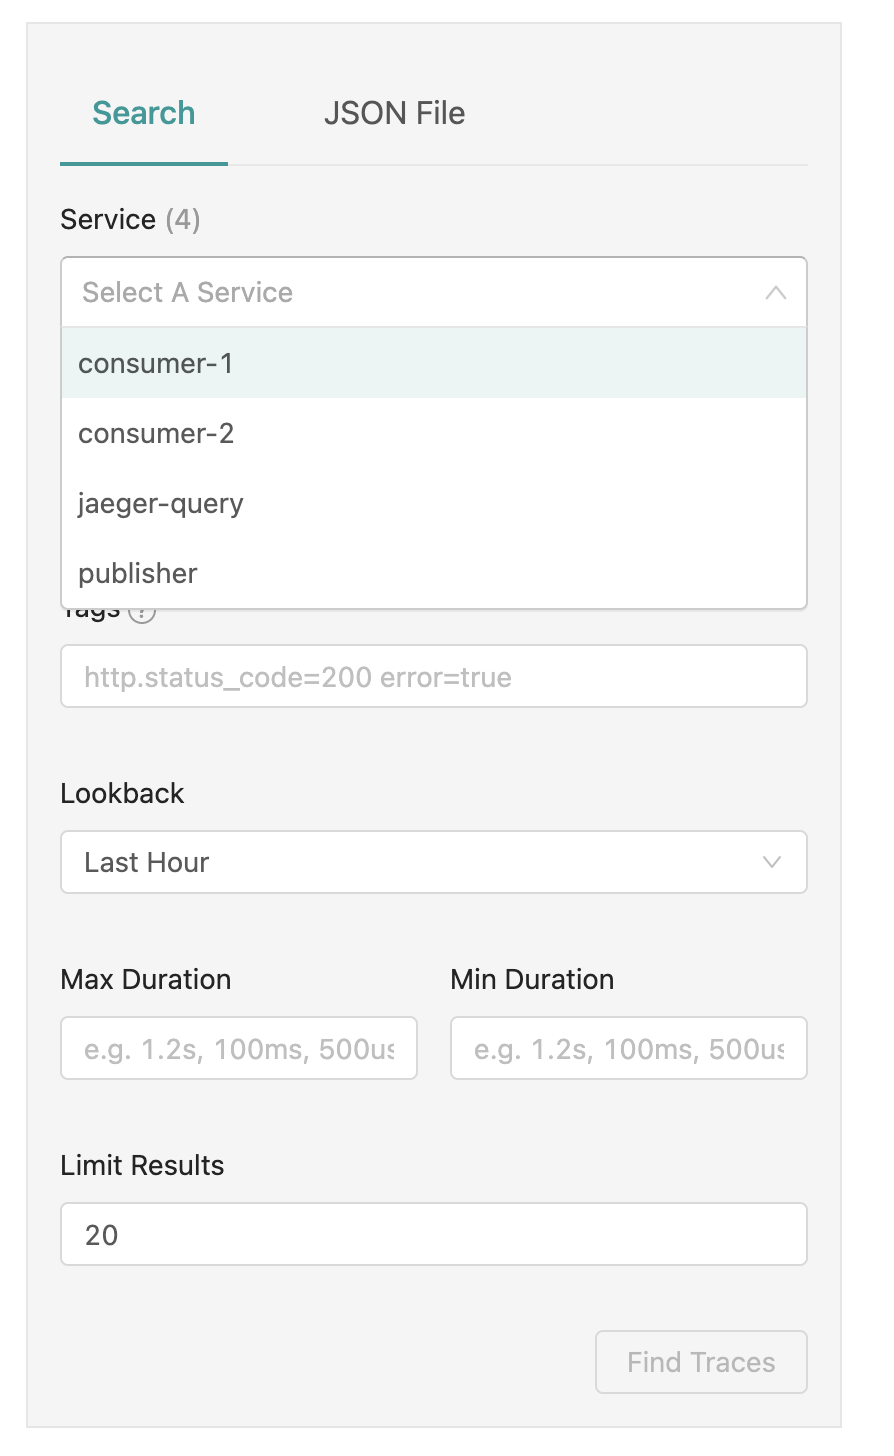 Search JSON File
Service (4)
Select A Service
consumer-1
consumer-2
jaeger-query
publisher
Tags ?
http.status_code=200 error=true
Lookback
Last Hour
Max Duration Min Duration
e.g. 1.2s, 100ms, 500us e.g. 1.2s, 100ms, 500us
Limit Results
20
Find Traces